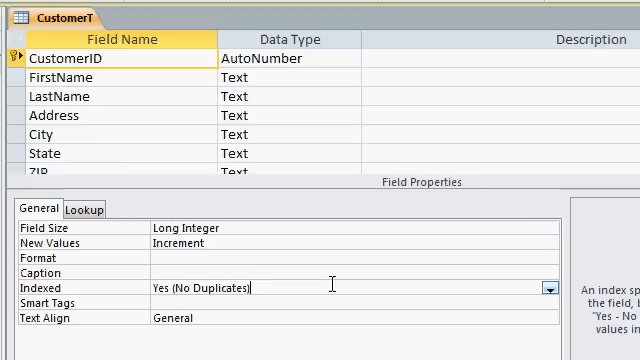 CustomerT
Field Name Data Type Description
CustomerID AutoNumber
FirstName Text
LastName Text
Address Text
City Text
State Text
ZIP Text
Field Properties
General Lookup
Field Size Long Integer
New Values Increment
Format
Caption
Indexed Yes (No Duplicates)
Smart Tags
Text Align General
An index sp
the field, b
"Yes - No
values in